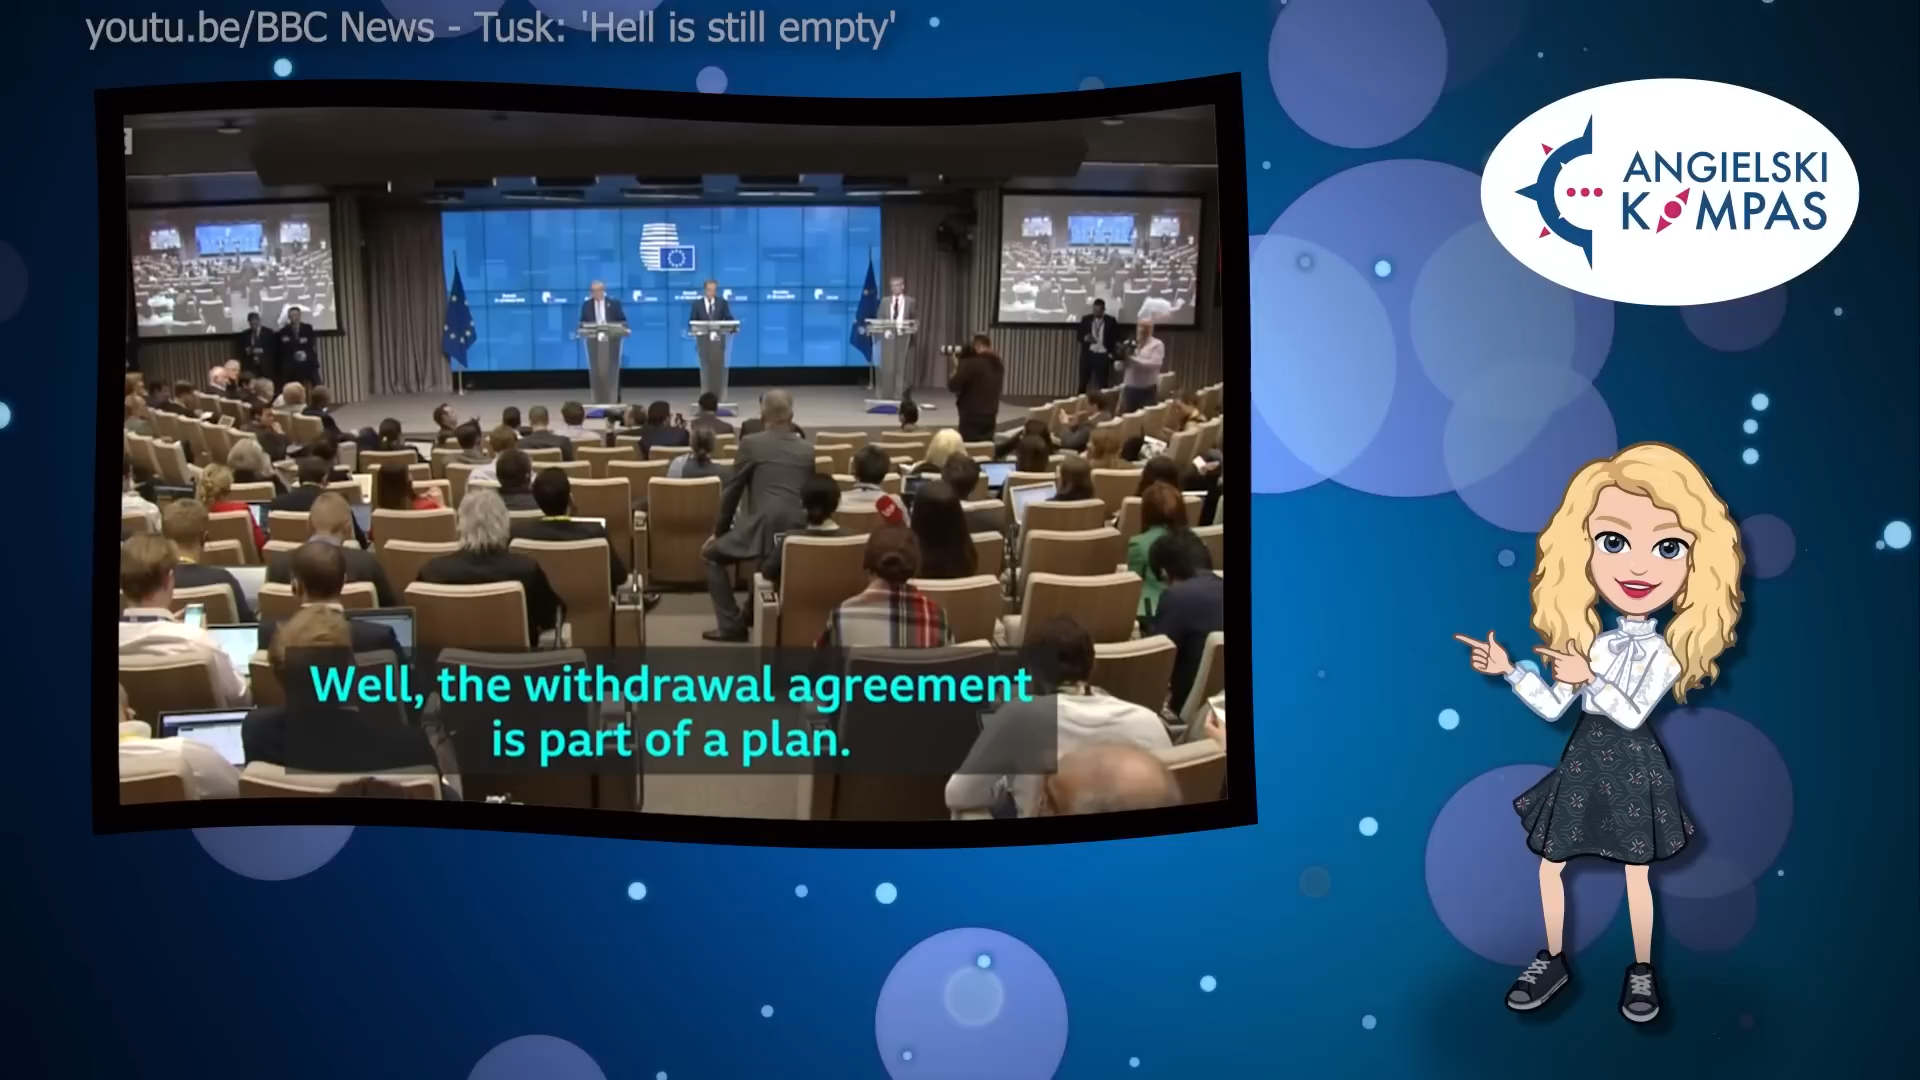 youtu.be/BBC News - Tusk: 'Hell is still empty'
ANGIELSKI
KOMPAS
Well, the withdrawal agreement
is part of a plan.